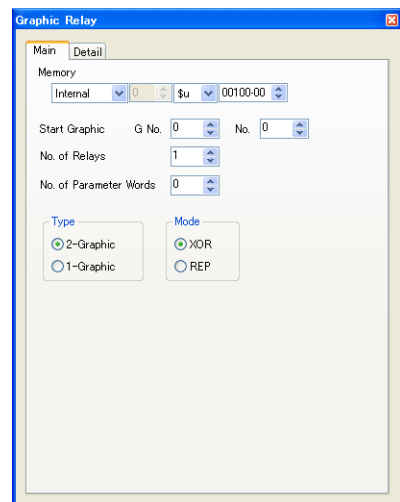 Graphic Relay
Main Detail
Memory
Internal 0 $u 00100-00
Start Graphic G No. 0 No. 0
No. of Relays 1
No. of Parameter Words 0
Type Mode
2-Graphic XOR
1-Graphic REP